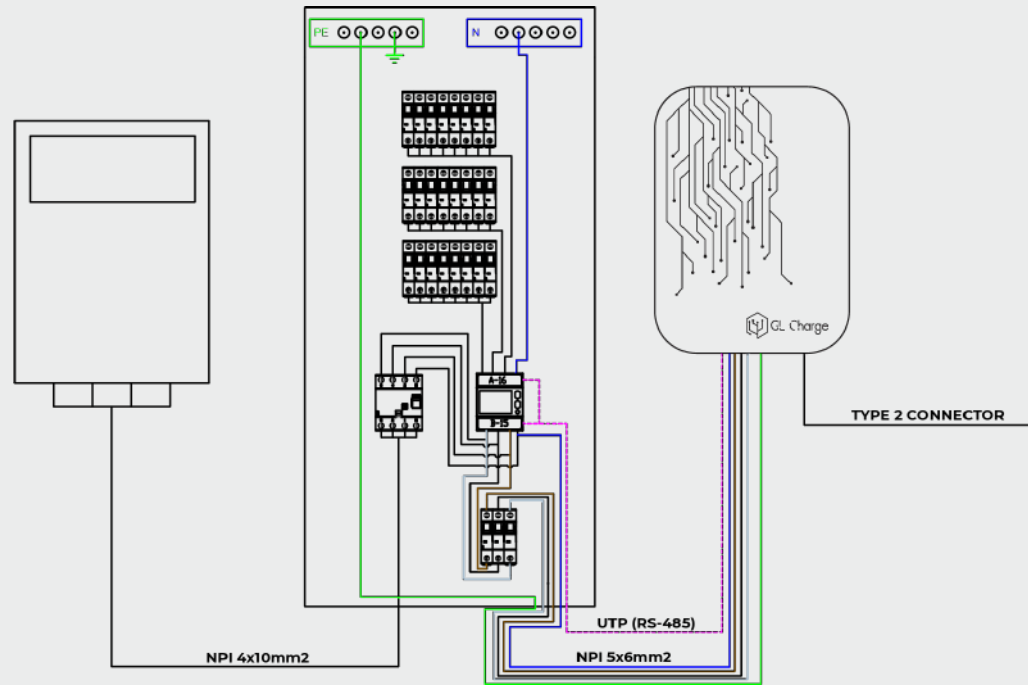 PE
N
A-16
B-15
GL Charge
TYPE 2 CONNECTOR
UTP (RS-485)
NPI 4x10mm2
NPI 5x6mm2